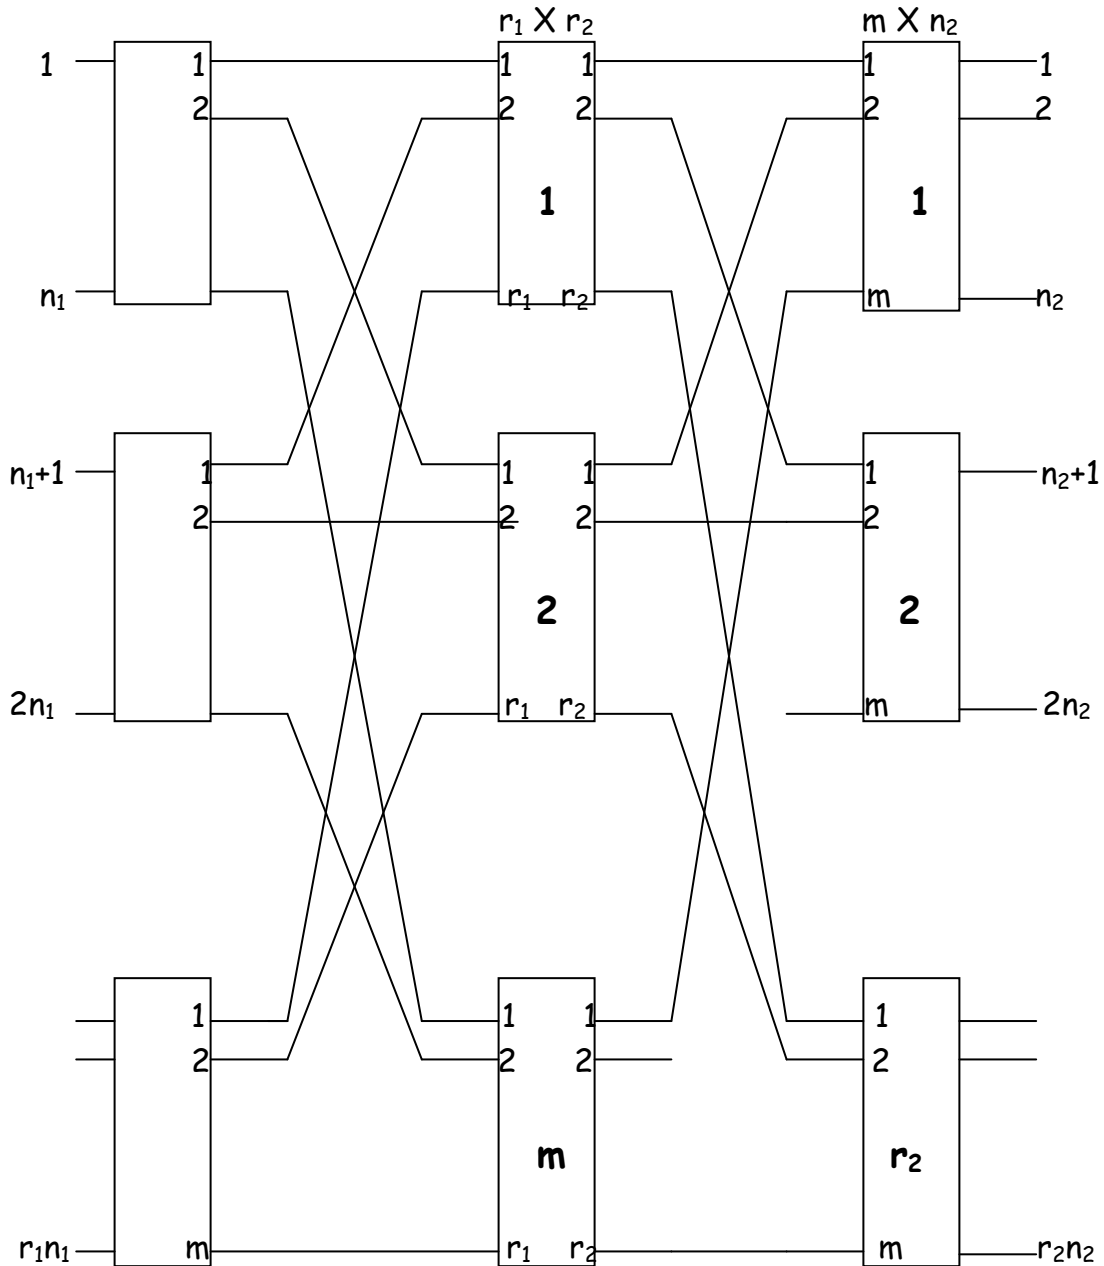 r₁ X r₂ m X n₂
1 1 1 1 1 1
2 2 2 2 2
1 1
n₁ r₁ r₂ m n₂
n₁+1 1 1 1 1 n₂+1
2 2 2 2
2 2
2n₁ r₁ r₂ m 2n₂
1 1 1 1
2 2 2 2
m r₂
r₁n₁ m r₁ r₂ m r₂n₂